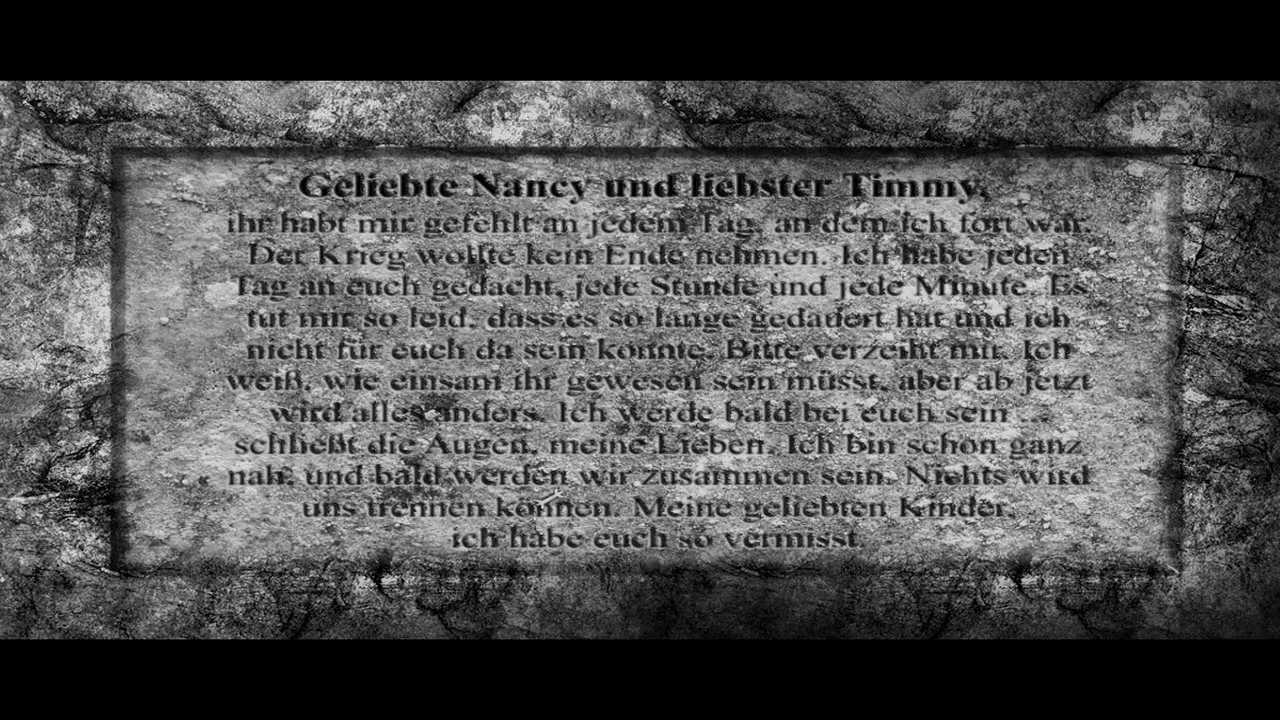 Geliebte Nancy und liebster Timmy,
ihr habt mir gefehlt an jedem Tag, an dem ich fort war.
Der Krieg wollte kein Ende nehmen. Ich habe jeden
Tag an euch gedacht, jede Stunde und jede Minute. Es
tut mir so leid, dass es so lange gedauert hat und ich
nicht für euch da sein konnte. Bitte verzeiht mir. Ich
weiß, wie einsam ihr gewesen sein müsst, aber ab jetzt
wird alles anders. Ich werde bald bei euch sein ...
schließt die Augen, meine Lieben. Ich bin schon ganz
nah, und bald werden wir zusammen sein. Nichts wird
uns trennen können. Meine geliebten Kinder,
ich habe euch so vermisst.